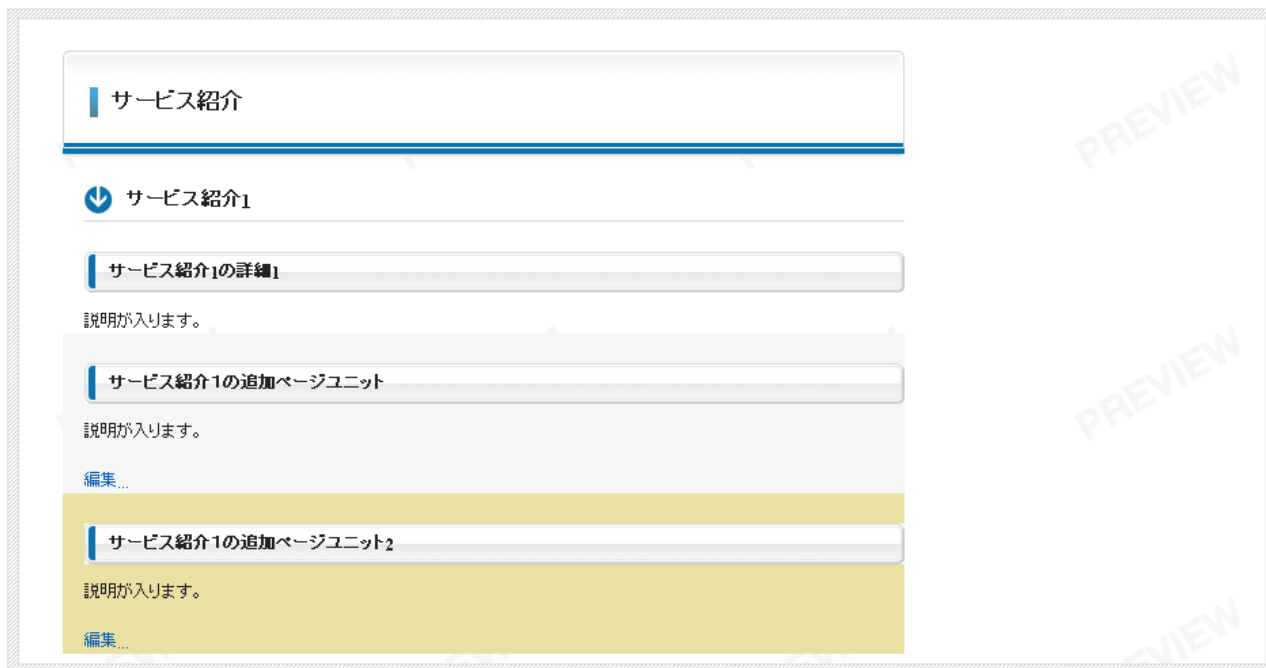 サービス紹介
PREVIEW
サービス紹介1
サービス紹介1の詳細1
説明が入ります。
サービス紹介1の追加ページユニット
PREVIEW
説明が入ります。
編集...
サービス紹介1の追加ページユニット2
説明が入ります。
編集...
PREVIEW